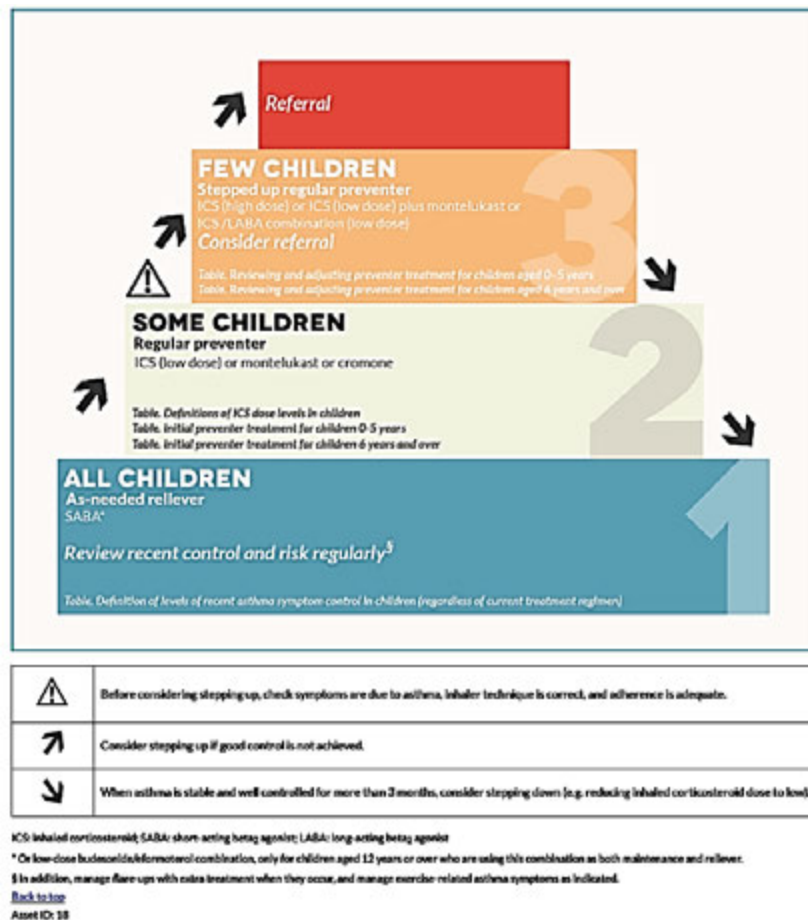 Referral
FEW CHILDREN
Stepped up regular preventer
ICS (high dose) or ICS (low dose) plus montelukast or
ICS /LABA combination (low dose)
Consider referral
3
Table. Reviewing and adjusting preventer treatment for children aged 0-5 years
Table. Reviewing and adjusting preventer treatment for children aged 6 years and over
SOME CHILDREN
Regular preventer
ICS (low dose) or montelukast or cromone
2
Table. Definitions of ICS dose levels in children
Table. Initial preventer treatment for children 0-5 years
Table. Initial preventer treatment for children 6 years and over
ALL CHILDREN
As-needed reliever
SABA*
1
Review recent control and risk regularly§
Table. Definition of levels of recent asthma symptom control in children (regardless of current treatment regimen)
Before considering stepping up, check symptoms are due to asthma, inhaler technique is correct, and adherence is adequate.
Consider stepping up if good control is not achieved.
When asthma is stable and well controlled for more than 3 months, consider stepping down (e.g. reducing inhaled corticosteroid dose to low).
ICS: inhaled corticosteroid; SABA: short-acting beta2 agonist; LABA: long-acting beta2 agonist
* Or low-dose budesonide/eformoterol combination, only for children aged 12 years or over who are using this combination as both maintenance and reliever.
§ In addition, manage flare-ups with extra treatment when they occur, and manage exercise-related asthma symptoms as indicated.
Back to top
Asset ID: 18